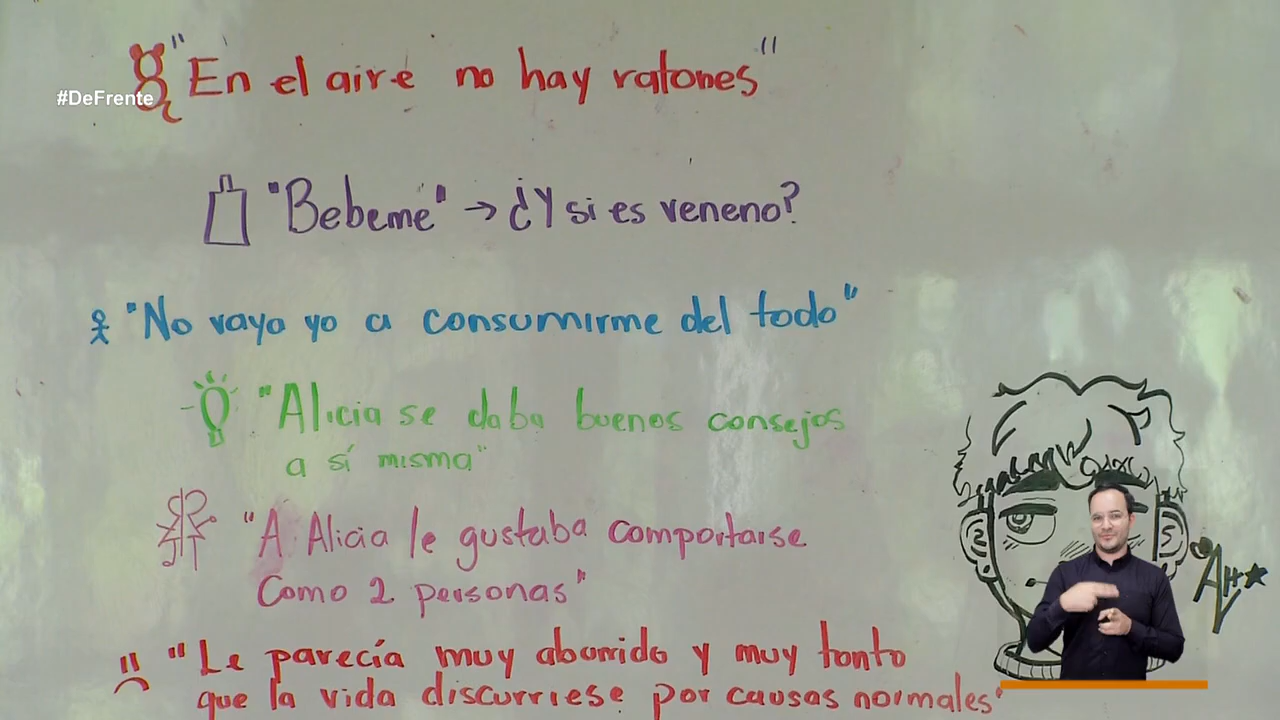 "En el aire no hay ratones"
#DeFrente
"Bebeme" → ¿Y si es veneno?
"No vaya yo a consumirme del todo"
"Alicia se daba buenos consejos
a sí misma"
"A Alicia le gustaba comportarse
Como 2 personas"
"Le parecía muy aburrido y muy tonto
que la vida discurriese por causas normales"